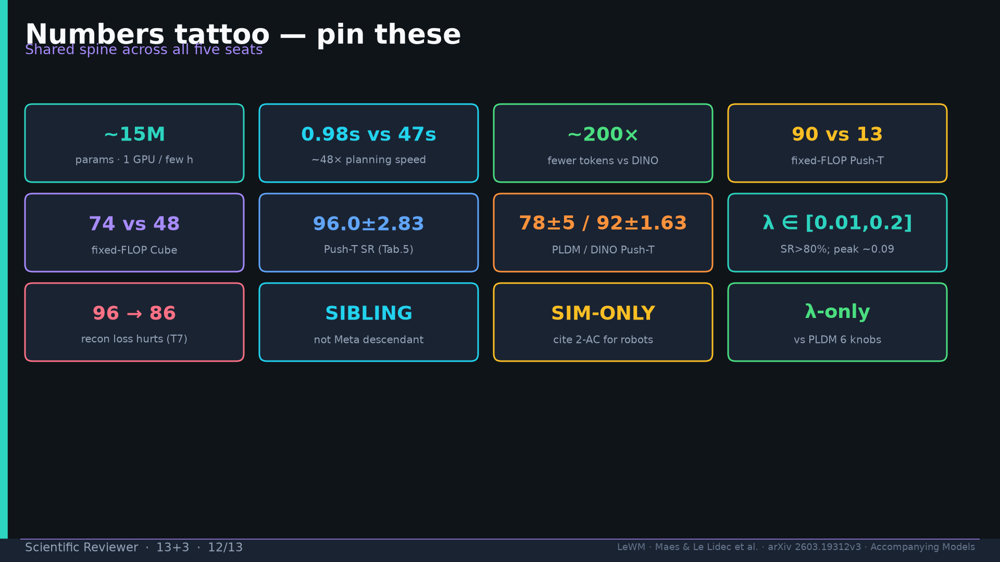 Numbers tattoo — pin these
Shared spine across all five seats
~15M
params · 1 GPU / few h
0.98s vs 47s
~48× planning speed
~200×
fewer tokens vs DINO
90 vs 13
fixed-FLOP Push-T
74 vs 48
fixed-FLOP Cube
96.0±2.83
Push-T SR (Tab.5)
78±5 / 92±1.63
PLDM / DINO Push-T
λ ∈ [0.01,0.2]
SR>80%; peak ~0.09
96 → 86
recon loss hurts (T7)
SIBLING
not Meta descendant
SIM-ONLY
cite 2-AC for robots
λ-only
vs PLDM 6 knobs
Scientific Reviewer · 13+3 · 12/13
LeWM · Maes & Le Lidec et al. · arXiv 2603.19312v3 · Accompanying Models